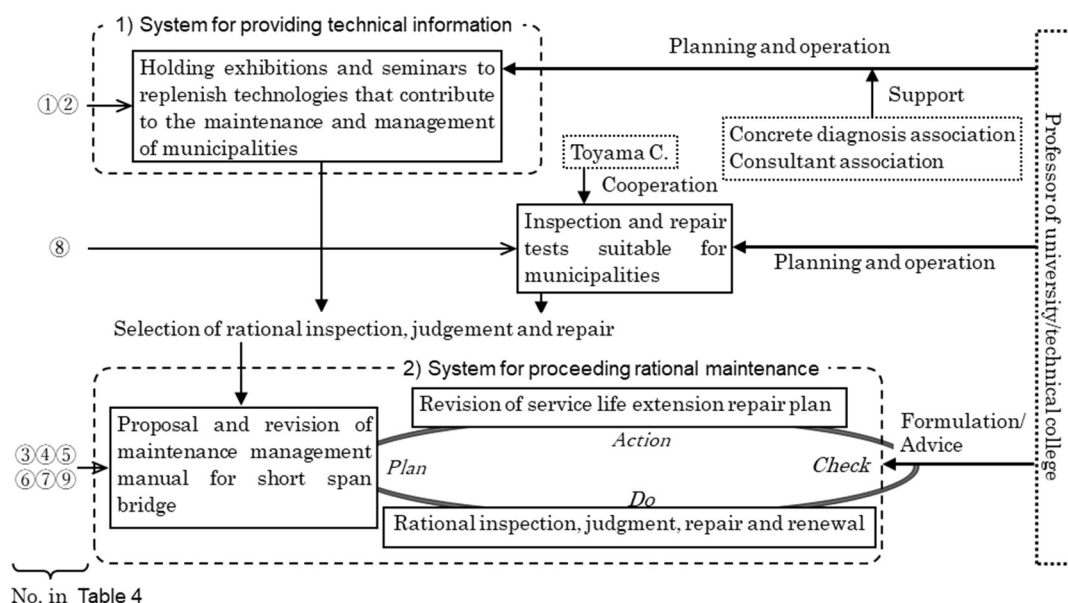 1) System for providing technical information
Planning and operation
Holding exhibitions and seminars to
replenish technologies that contribute
to the maintenance and management
of municipalities
①②
Support
Concrete diagnosis association
Consultant association
Toyama C.
Cooperation
Inspection and repair
tests suitable for
municipalities
⑧
Planning and operation
Professor of university/technical college
Selection of rational inspection, judgement and repair
2) System for proceeding rational maintenance
Revision of service life extension repair plan
Proposal and revision of
maintenance management
manual for short span
bridge
③④⑤
⑥⑦⑨
Action
Plan
Check
Do
Formulation/
Advice
Rational inspection, judgment, repair and renewal
No. in Table 4